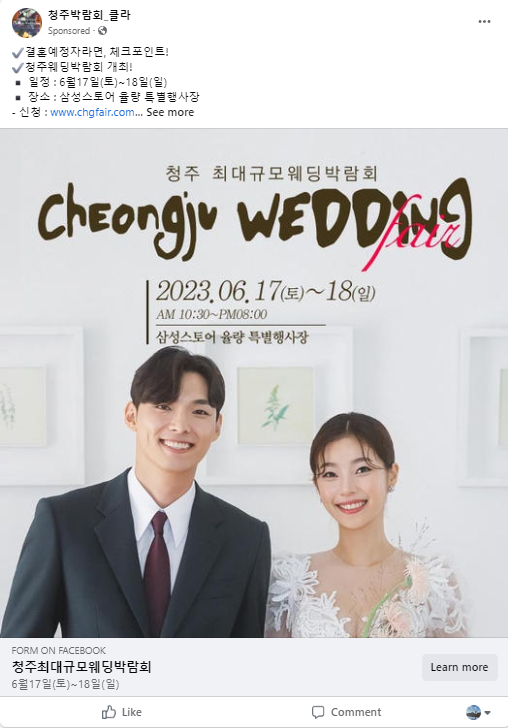 청주박람회_클라
Sponsored ·
✔결혼예정자라면, 체크포인트!
✔청주웨딩박람회 개최!
▪ 일정 : 6월17일(토)~18일(일)
▪ 장소 : 삼성스토어 율량 특별행사장
- 신청 : www.chgfair.com... See more
청주 최대규모웨딩박람회
Cheongju WEDDING
fair
2023.06.17(토)~18(일)
AM 10:30~PM08:00
삼성스토어 율량 특별행사장
FORM ON FACEBOOK
청주최대규모웨딩박람회
6월17일(토)~18일(일)
Learn more
Like
Comment